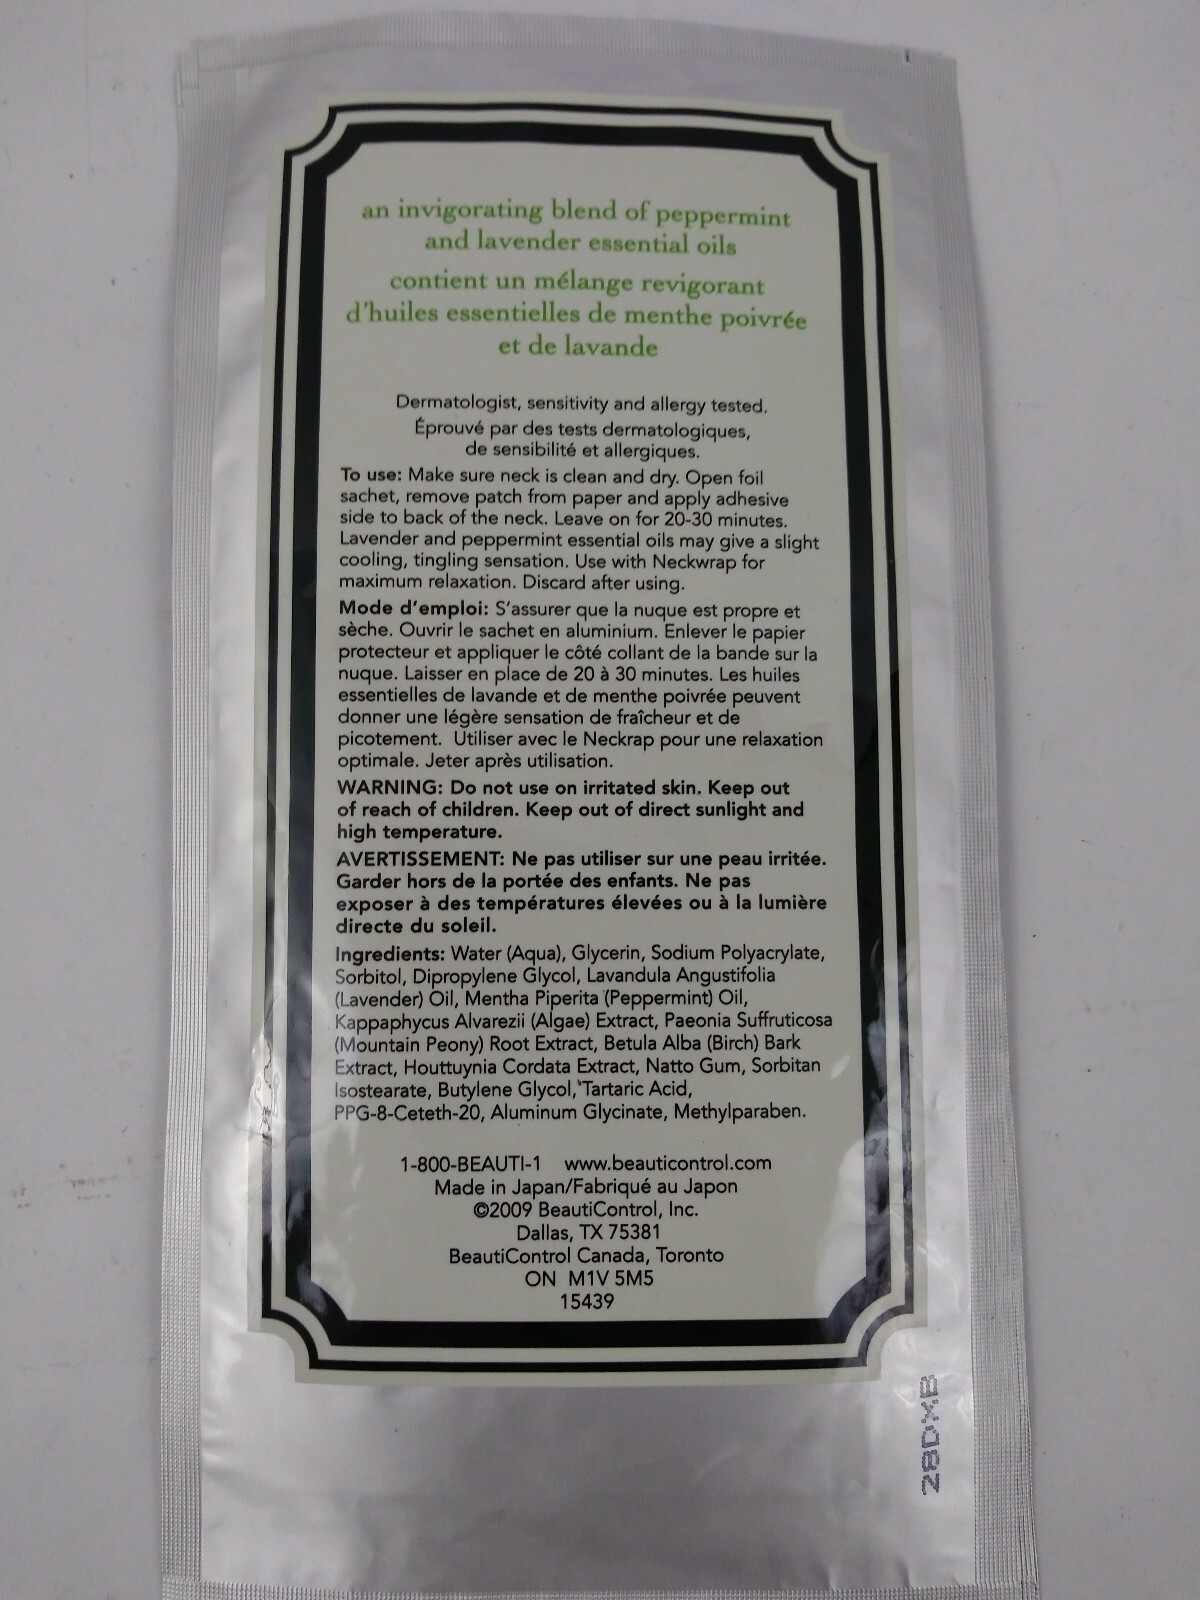 an invigorating blend of peppermint
and lavender essential oils
contient un mélange revigorant
d'huiles essentielles de menthe poivrée
et de lavande
Dermatologist, sensitivity and allergy tested.
Éprouvé par des tests dermatologiques,
de sensibilité et allergiques.
To use: Make sure neck is clean and dry. Open foil
sachet, remove patch from paper and apply adhesive
side to back of the neck. Leave on for 20-30 minutes.
Lavender and peppermint essential oils may give a slight
cooling, tingling sensation. Use with Neckwrap for
maximum relaxation. Discard after using.
Mode d'emploi: S'assurer que la nuque est propre et
sèche. Ouvrir le sachet en aluminium. Enlever le papier
protecteur et appliquer le côté collant de la bande sur la
nuque. Laisser en place de 20 à 30 minutes. Les huiles
essentielles de lavande et de menthe poivrée peuvent
donner une légère sensation de fraîcheur et de
picotement. Utiliser avec le Neckrap pour une relaxation
optimale. Jeter après utilisation.
WARNING: Do not use on irritated skin. Keep out
of reach of children. Keep out of direct sunlight and
high temperature.
AVERTISSEMENT: Ne pas utiliser sur une peau irritée.
Garder hors de la portée des enfants. Ne pas
exposer à des températures élevées ou à la lumière
directe du soleil.
Ingredients: Water (Aqua), Glycerin, Sodium Polyacrylate,
Sorbitol, Dipropylene Glycol, Lavandula Angustifolia
(Lavender) Oil, Mentha Piperita (Peppermint) Oil,
Kappaphycus Alvarezii (Algae) Extract, Paeonia Suffruticosa
(Mountain Peony) Root Extract, Betula Alba (Birch) Bark
Extract, Houttuynia Cordata Extract, Natto Gum, Sorbitan
Isostearate, Butylene Glycol, Tartaric Acid,
PPG-8-Ceteth-20, Aluminum Glycinate, Methylparaben.
1-800-BEAUTI-1 www.beauticontrol.com
Made in Japan/Fabriqué au Japon
©2009 BeautiControl, Inc.
Dallas, TX 75381
BeautiControl Canada, Toronto
ON M1V 5M5
15439
28DXB